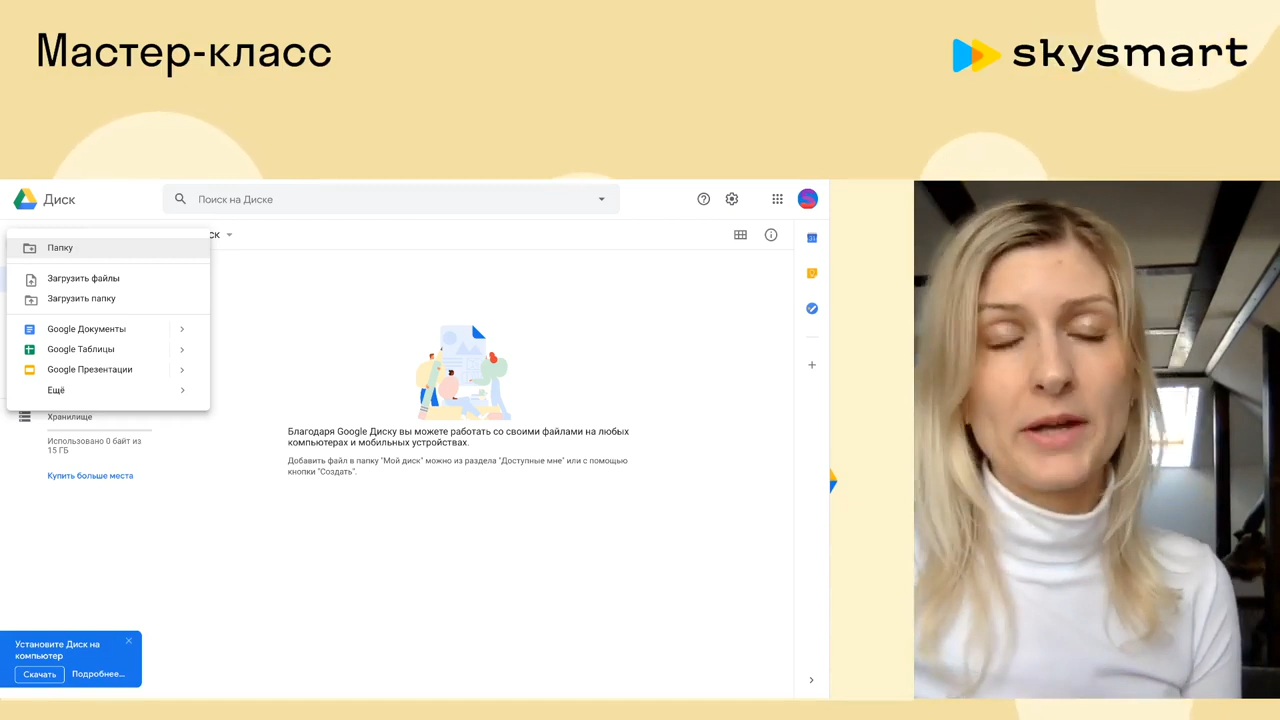 Мастер-класс
skysmart
Диск
Поиск на Диске
ск
Папку
Загрузить файлы
Загрузить папку
Google Документы
Google Таблицы
Google Презентации
Ещё
Хранилище
Использовано 0 байт из
15 ГБ
Купить больше места
Благодаря Google Диску вы можете работать со своими файлами на любых
компьютерах и мобильных устройствах.
Добавить файл в папку "Мой диск" можно из раздела "Доступные мне" или с помощью
кнопки "Создать".
Установите Диск на
компьютер
Скачать
Подробнее...